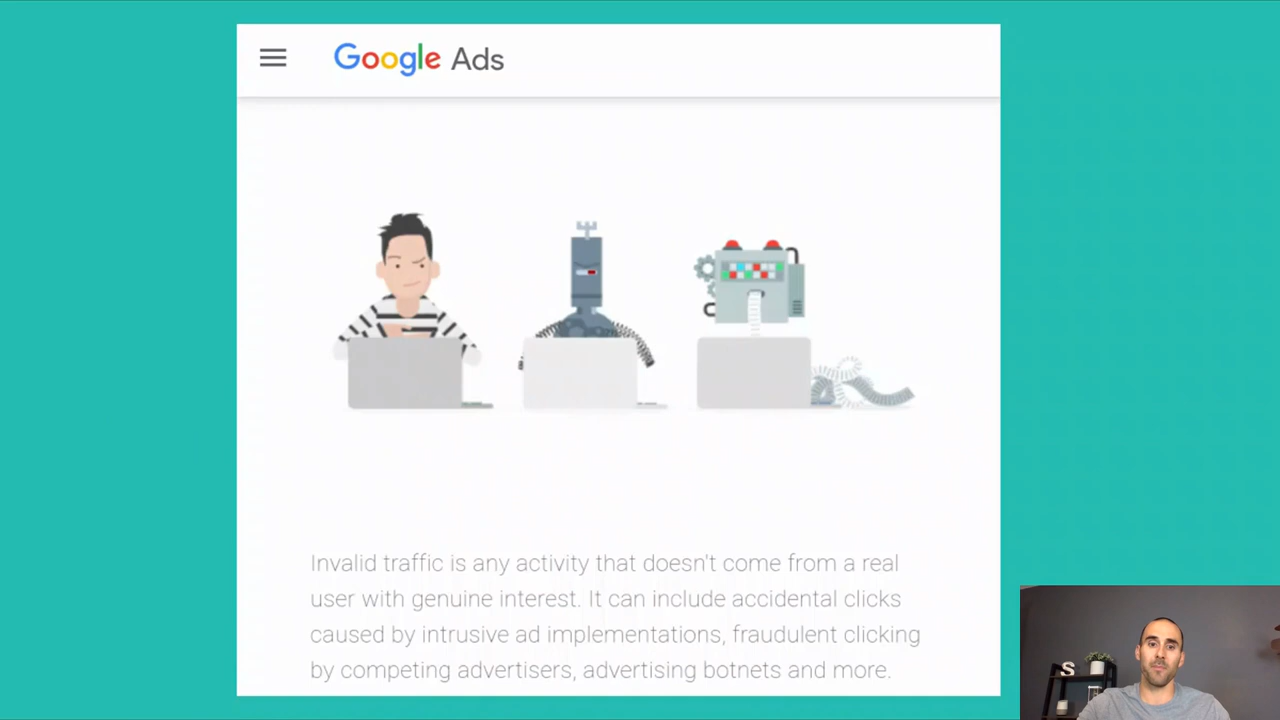 Google Ads
Invalid traffic is any activity that doesn't come from a real
user with genuine interest. It can include accidental clicks
caused by intrusive ad implementations, fraudulent clicking
by competing advertisers, advertising botnets and more.
S